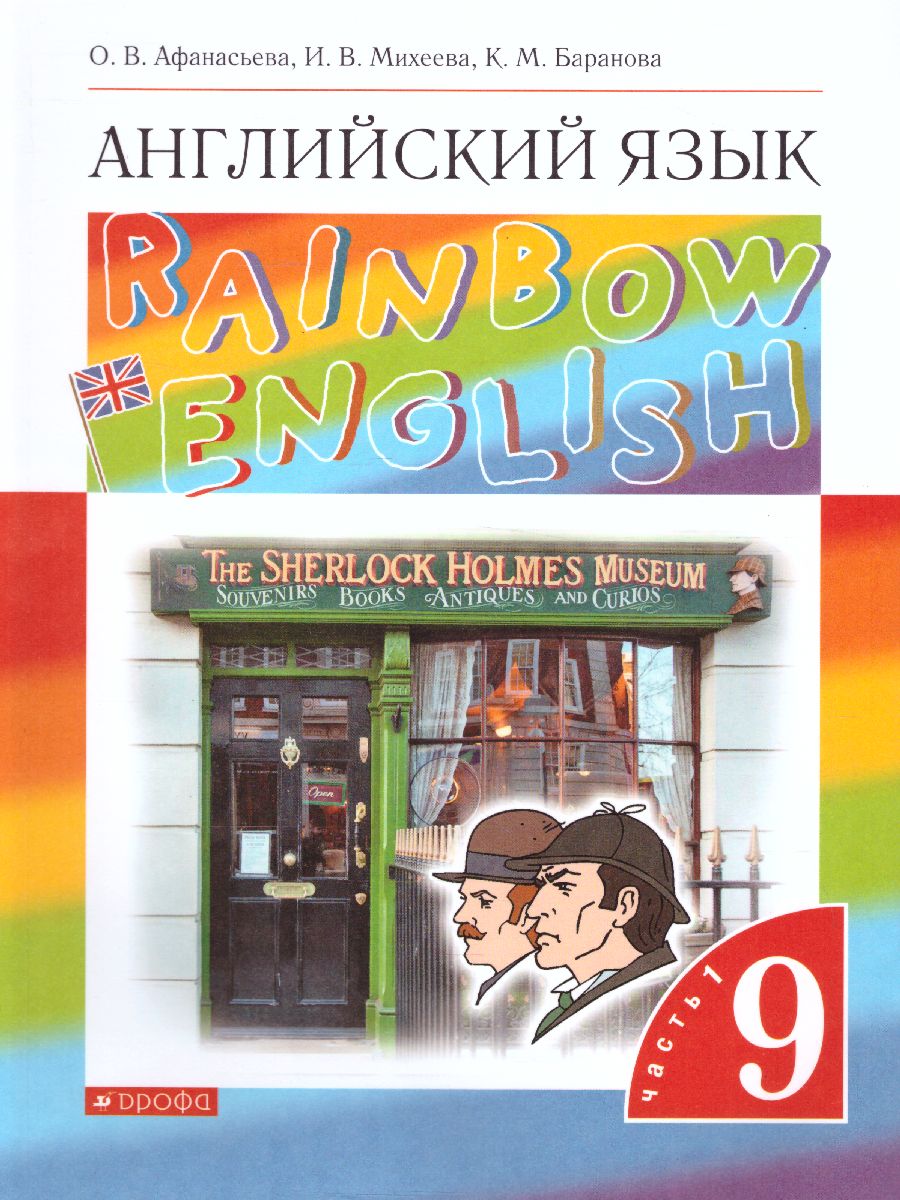 О. В. Афанасьева, И. В. Михеева, К. М. Баранова
АНГЛИЙСКИЙ ЯЗЫК
RAINBOW
ENGLISH
THE SHERLOCK HOLMES MUSEUM
SOUVENIRS BOOKS ANTIQUES AND CURIOS
Open
часть 1
9
дрофа